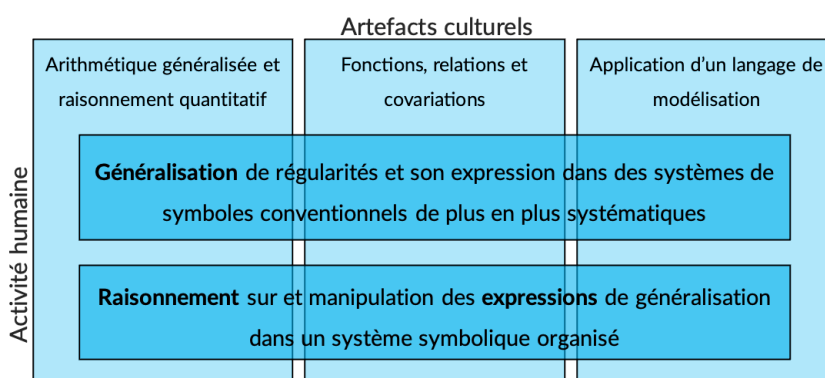 Artefacts culturels
Arithmétique généralisée et
raisonnement quantitatif
Fonctions, relations et
covariations
Application d’un langage de
modélisation
Activité humaine
Généralisation de régularités et son expression dans des systèmes de
symboles conventionnels de plus en plus systématiques
Raisonnement sur et manipulation des expressions de généralisation
dans un système symbolique organisé